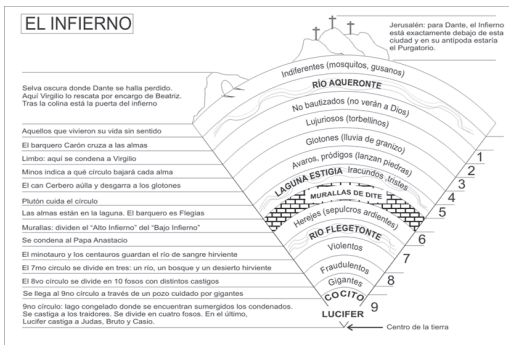 EL INFIERNO
Jerusalén: para Dante, el Infierno
está exactamente debajo de esta
ciudad y en su antípoda estaría
el Purgatorio.
Selva oscura donde Dante se halla perdido.
Aquí Virgilio lo rescata por encargo de Beatriz.
Tras la colina está la puerta del infierno
Aquellos que vivieron su vida sin sentido
El barquero Carón cruza a las almas
Limbo: aquí se condena a Virgilio
Minos indica a qué círculo bajará cada alma
El can Cerbero aúlla y desgarra a los glotones
Plutón cuida el círculo
Las almas están en la laguna. El barquero es Flegias
Murallas: dividen el "Alto Infierno" del "Bajo Infierno"
Se condena al Papa Anastacio
El minotauro y los centauros guardan el río de sangre hirviente
El 7mo circulo se divide en tres: un río, un bosque y un desierto hirviente
El 8vo círculo se divide en 10 fosos con distintos castigos
Se llega al 9no círculo a través de un pozo cuidado por gigantes
9no círculo: lago congelado donde se encuentran sumergidos los condenados.
Se castiga a los traidores. Se divide en cuatro fosos. En el último,
Lucifer castiga a Judas, Bruto y Casio.
Indiferentes (mosquitos, gusanos)
RÍO AQUERONTE
No bautizados (no verán a Dios)
Lujuriosos (torbellinos)
Glotones (lluvia de granizo)
Avaros, pródigos (lanzan piedras)
LAGUNA ESTIGIA Iracundos ,tristes
MURALLAS DE DITE
Herejes (sepulcros ardientes)
RIO FLEGETONTE
Violentos
Fraudulentos
Gigantes
COCITO
LUCIFER
1
2
3
4
5
6
7
8
9
Centro de la tierra